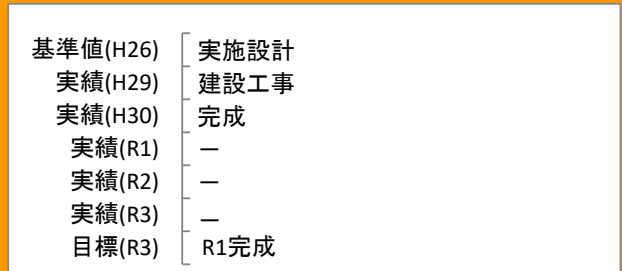 基準値(H26) 実施設計
実績(H29) 建設工事
実績(H30) 完成
実績(R1) ー
実績(R2) ー
実績(R3) ー
目標(R3) R1完成